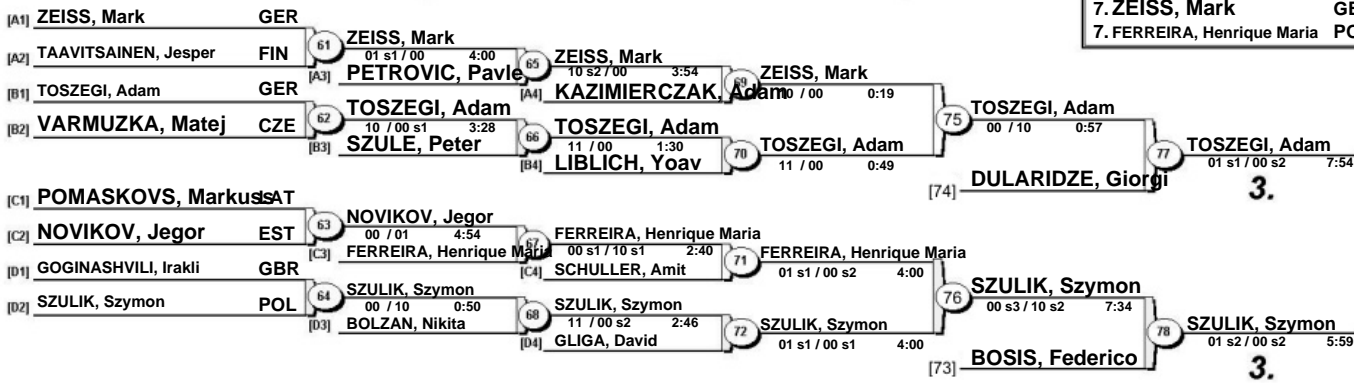 7. ZEISS, Mark GE
7. FERREIRA, Henrique Maria PO
[A1] ZEISS, Mark GER
[A2] TAAVITSAINEN, Jesper FIN
61
ZEISS, Mark
01 s1 / 00 4:00
[A3] PETROVIC, Pavle
65
ZEISS, Mark
10 s2 / 00 3:54
[A4] KAZIMIERCZAK, Adam
69
ZEISS, Mark
/ 00 0:19
[B1] TOSZEGI, Adam GER
[B2] VARMUZKA, Matej CZE
62
TOSZEGI, Adam
10 / 00 s1 3:28
[B3] SZULE, Peter
66
TOSZEGI, Adam
11 / 00 1:30
[B4] LIBLICH, Yoav
70
TOSZEGI, Adam
11 / 00 0:49
75
TOSZEGI, Adam
00 / 10 0:57
[74] DULARIDZE, Giorgi
77
TOSZEGI, Adam
01 s1 / 00 s2 7:54
3.
[C1] POMASKOVS, Markuss LAT
[C2] NOVIKOV, Jegor EST
63
NOVIKOV, Jegor
00 / 01 4:54
[C3] FERREIRA, Henrique Maria
67
FERREIRA, Henrique Maria
00 s1 / 10 s1 2:40
[C4] SCHULLER, Amit
71
FERREIRA, Henrique Maria
01 s1 / 00 s2 4:00
[D1] GOGINASHVILI, Irakli GBR
[D2] SZULIK, Szymon POL
64
SZULIK, Szymon
00 / 10 0:50
[D3] BOLZAN, Nikita
68
SZULIK, Szymon
11 / 00 s2 2:46
[D4] GLIGA, David
72
SZULIK, Szymon
01 s1 / 00 s1 4:00
76
SZULIK, Szymon
00 s3 / 10 s2 7:34
[73] BOSIS, Federico
78
SZULIK, Szymon
01 s2 / 00 s2 5:59
3.